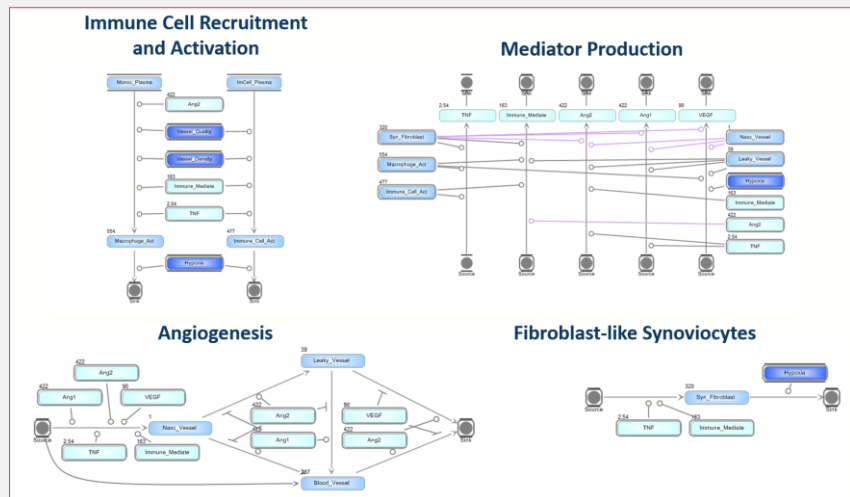 Immune Cell Recruitment
and Activation
Monoc_Plasma
ImCell_Plasma
422
Ang2
Vessel_Quality
Vessel_Density
163
Immune_Mediate
2.54
TNF
554
Macrophage_Act
477
Immune_Cell_Act
Hypoxia
Sink
Sink
Mediator Production
Sink
Sink
Sink
Sink
Sink
2.54
TNF
163
Immune_Mediate
422
Ang2
422
Ang1
90
VEGF
328
Syn_Fibroblast
554
Macrophage_Act
477
Immune_Cell_Act
1
Nasc_Vessel
39
Leaky_Vessel
Hypoxia
163
Immune_Mediate
422
Ang2
2.54
TNF
Source
Source
Source
Source
Source
Angiogenesis
422
Ang2
422
Ang1
90
VEGF
Source
1
Nasc_Vessel
2.54
TNF
163
Immune_Mediate
39
Leaky_Vessel
422
Ang2
Ang1
90
VEGF
422
Ang2
Sink
Blood_Vessel
Fibroblast-like Synoviocytes
Hypoxia
Source
328
Syn_Fibroblast
Sink
2.54
TNF
163
Immune_Mediate